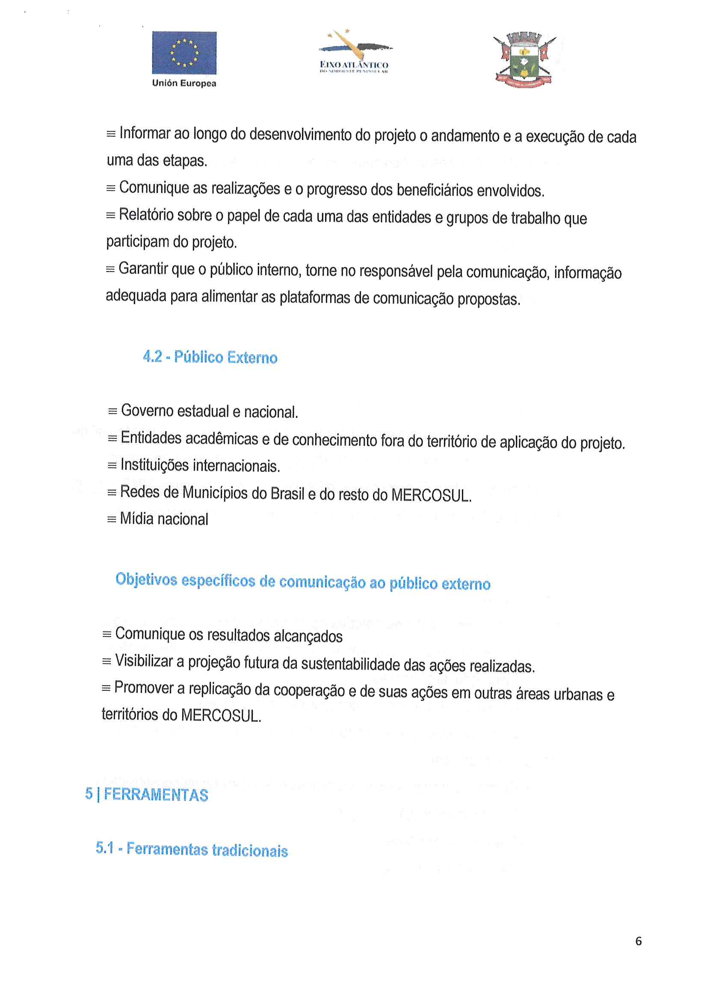 Unión Europea
EIXO ATLÂNTICO
DO NOROESTE PENINSULAR
≡ Informar ao longo do desenvolvimento do projeto o andamento e a execução de cada
uma das etapas.
≡ Comunique as realizações e o progresso dos beneficiários envolvidos.
≡ Relatório sobre o papel de cada uma das entidades e grupos de trabalho que
participam do projeto.
≡ Garantir que o público interno, torne no responsável pela comunicação, informação
adequada para alimentar as plataformas de comunicação propostas.
4.2 - Público Externo
≡ Governo estadual e nacional.
≡ Entidades acadêmicas e de conhecimento fora do território de aplicação do projeto.
≡ Instituições internacionais.
≡ Redes de Municípios do Brasil e do resto do MERCOSUL.
≡ Mídia nacional
Objetivos específicos de comunicação ao público externo
≡ Comunique os resultados alcançados
≡ Visibilizar a projeção futura da sustentabilidade das ações realizadas.
≡ Promover a replicação da cooperação e de suas ações em outras áreas urbanas e
territórios do MERCOSUL.
5 | FERRAMENTAS
5.1 - Ferramentas tradicionais
6